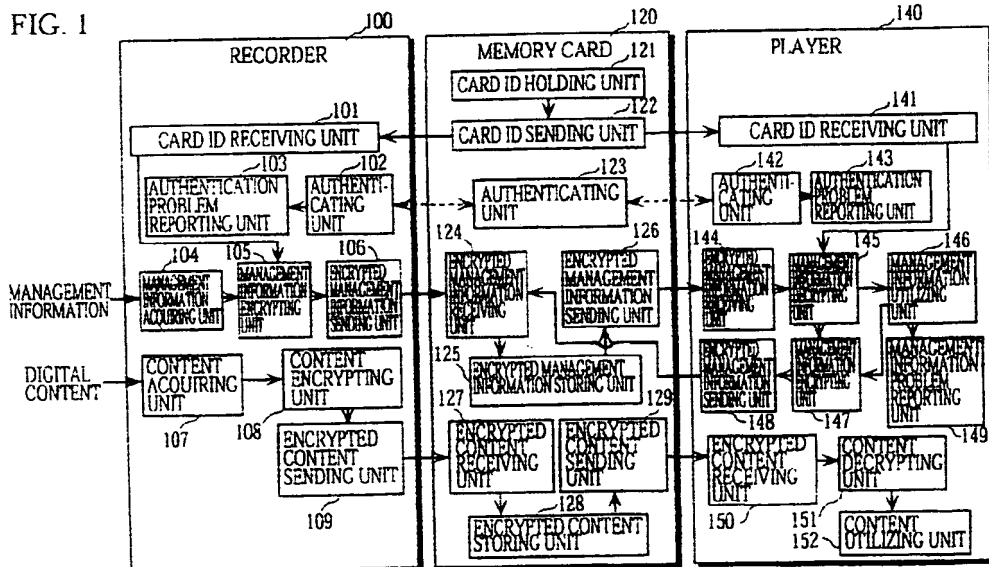 FIG. 1
100
RECORDER
120
MEMORY CARD
140
PLAYER
121
CARD ID HOLDING UNIT
122
CARD ID SENDING UNIT
101
CARD ID RECEIVING UNIT
141
CARD ID RECEIVING UNIT
103
AUTHENTICATION
PROBLEM
REPORTING UNIT
102
AUTHENTI-
CATING
UNIT
123
AUTHENTICATING
UNIT
142
AUTHENTI-
CATING
UNIT
143
AUTHENTICATION
PROBLEM
REPORTING UNIT
MANAGEMENT
INFORMATION
104
MANAGEMENT
INFORMATION
ACQUIRING UNIT
105
MANAGEMENT
INFORMATION
ENCRYPTING
UNIT
106
ENCRYPTED
MANAGEMENT
INFORMATION
SENDING UNIT
124
ENCRYPTED
MANAGEMENT
INFORMATION
RECEIVING
UNIT
126
ENCRYPTED
MANAGEMENT
INFORMATION
SENDING UNIT
144
ENCRYPTED
MANAGEMENT
INFORMATION
UNIT
145
MANAGEMENT
INFORMATION
DECRYPTING
UNIT
146
MANAGEMENT
INFORMATION
UTILIZING
UNIT
125
ENCRYPTED MANAGEMENT
INFORMATION STORING UNIT
ENCRYPTED
MANAGEMENT
INFORMATION
SENDING UNIT
148
MANAGEMENT
INFORMATION
ENCRYPTING
UNIT
147
MANAGEMENT
INFORMATION
PROBLEM
REPORTING UNIT
149
DIGITAL
CONTENT
CONTENT
ACQUIRING
UNIT
107
CONTENT
ENCRYPTING
UNIT
108
ENCRYPTED
CONTENT
SENDING UNIT
109
127
ENCRYPTED
CONTENT
RECEIVING
UNIT
129
ENCRYPTED
CONTENT
SENDING
UNIT
128
ENCRYPTED CONTENT
STORING UNIT
ENCRYPTED
CONTENT
RECEIVING
UNIT
150
CONTENT
DECRYPTING
UNIT
151
CONTENT
UTILIZING UNIT
152